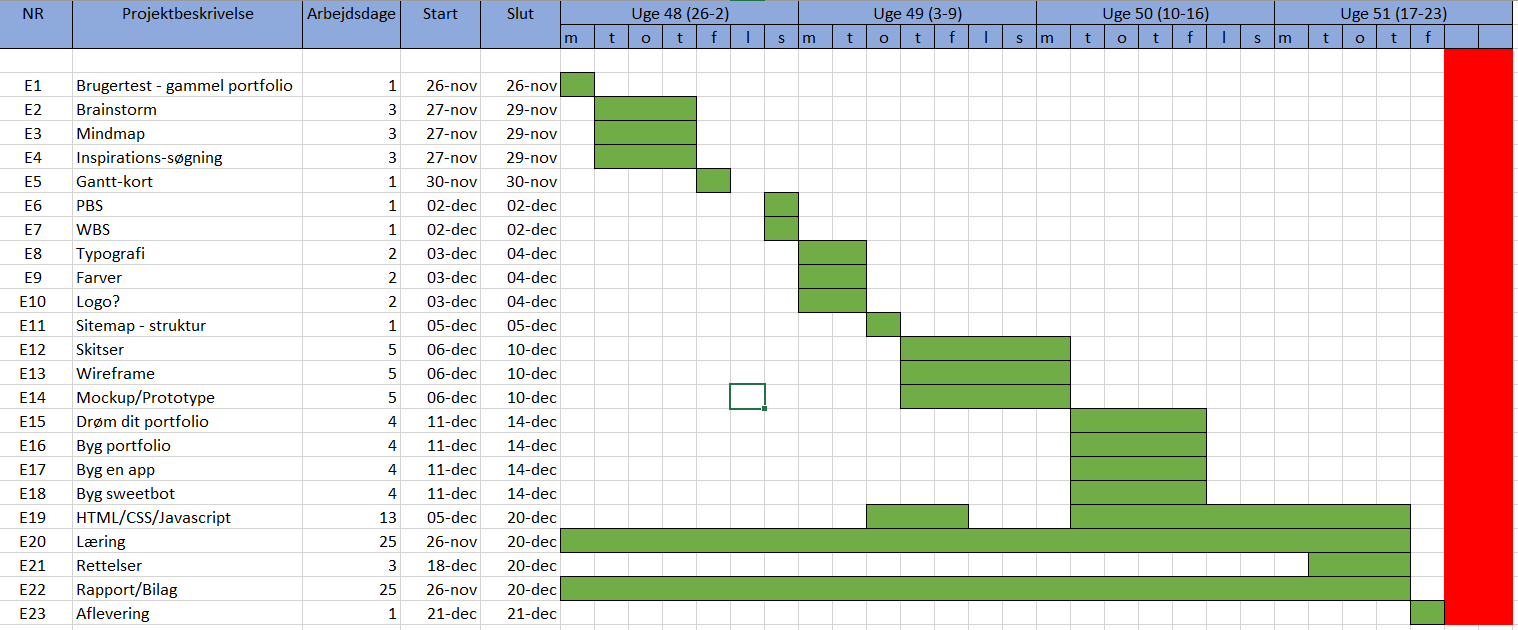 NR Projektbeskrivelse Arbejdsdage Start Slut Uge 48 (26-2) Uge 49 (3-9) Uge 50 (10-16) Uge 51 (17-23)
m t o t f l s m t o t f l s m t o t f l s m t o t f
E1 Brugertest - gammel portfolio 1 26-nov 26-nov
E2 Brainstorm 3 27-nov 29-nov
E3 Mindmap 3 27-nov 29-nov
E4 Inspirations-søgning 3 27-nov 29-nov
E5 Gantt-kort 1 30-nov 30-nov
E6 PBS 1 02-dec 02-dec
E7 WBS 1 02-dec 02-dec
E8 Typografi 2 03-dec 04-dec
E9 Farver 2 03-dec 04-dec
E10 Logo? 2 03-dec 04-dec
E11 Sitemap - struktur 1 05-dec 05-dec
E12 Skitser 5 06-dec 10-dec
E13 Wireframe 5 06-dec 10-dec
E14 Mockup/Prototype 5 06-dec 10-dec
E15 Drøm dit portfolio 4 11-dec 14-dec
E16 Byg portfolio 4 11-dec 14-dec
E17 Byg en app 4 11-dec 14-dec
E18 Byg sweetbot 4 11-dec 14-dec
E19 HTML/CSS/Javascript 13 05-dec 20-dec
E20 Læring 25 26-nov 20-dec
E21 Rettelser 3 18-dec 20-dec
E22 Rapport/Bilag 25 26-nov 20-dec
E23 Aflevering 1 21-dec 21-dec